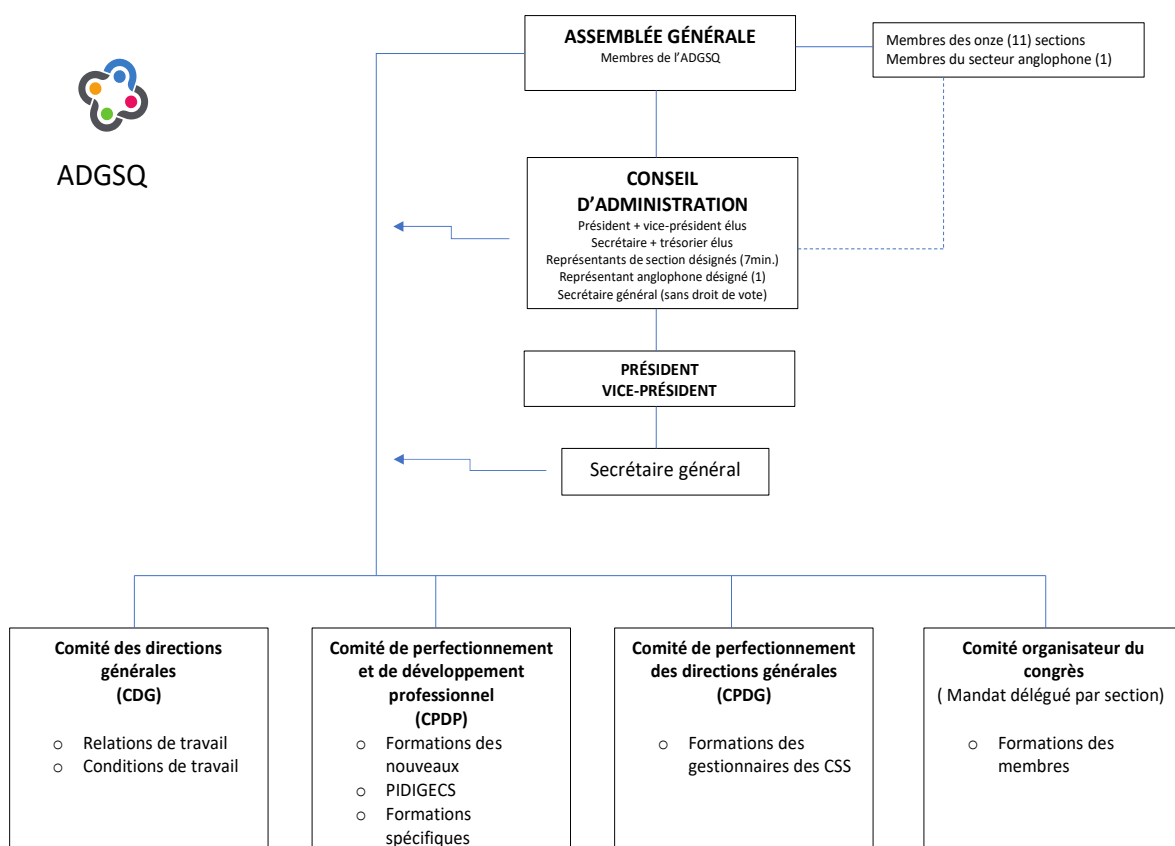 ASSEMBLÉE GÉNÉRALE
Membres de l'ADGSQ
Membres des onze (11) sections
Membres du secteur anglophone (1)
ADGSQ
CONSEIL
D'ADMINISTRATION
Président + vice-président élus
Secrétaire + trésorier élus
Représentants de section désignés (7min.)
Représentant anglophone désigné (1)
Secrétaire général (sans droit de vote)
PRÉSIDENT
VICE-PRÉSIDENT
Secrétaire général
Comité des directions
générales
(CDG)
o Relations de travail
o Conditions de travail
Comité de perfectionnement
et de développement
professionnel
(CPDP)
o Formations des
nouveaux
o PIDIGECS
o Formations
spécifiques
Comité de perfectionnement
des directions générales
(CPDG)
o Formations des
gestionnaires des CSS
Comité organisateur du
congrès
( Mandat délégué par section)
o Formations des
membres